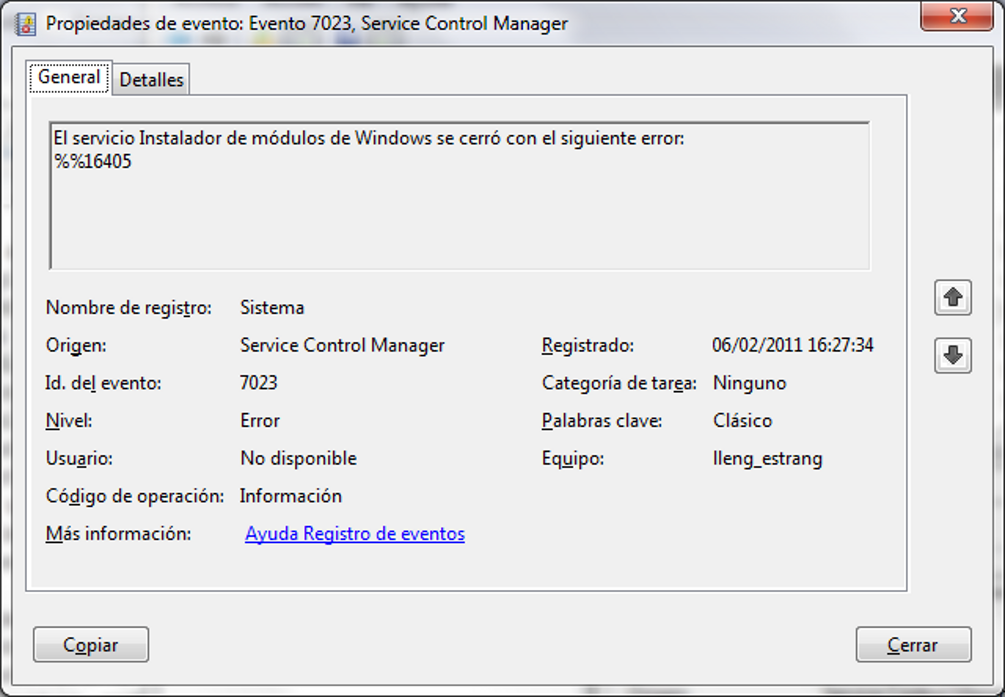 Propiedades de evento: Evento 7023, Service Control Manager
General Detalles
El servicio Instalador de módulos de Windows se cerró con el siguiente error:
%%16405
Nombre de registro: Sistema
Origen: Service Control Manager Registrado: 06/02/2011 16:27:34
Id. del evento: 7023 Categoría de tarea: Ninguno
Nivel: Error Palabras clave: Clásico
Usuario: No disponible Equipo: lleng_estrang
Código de operación: Información
Más información: Ayuda Registro de eventos
Copiar Cerrar